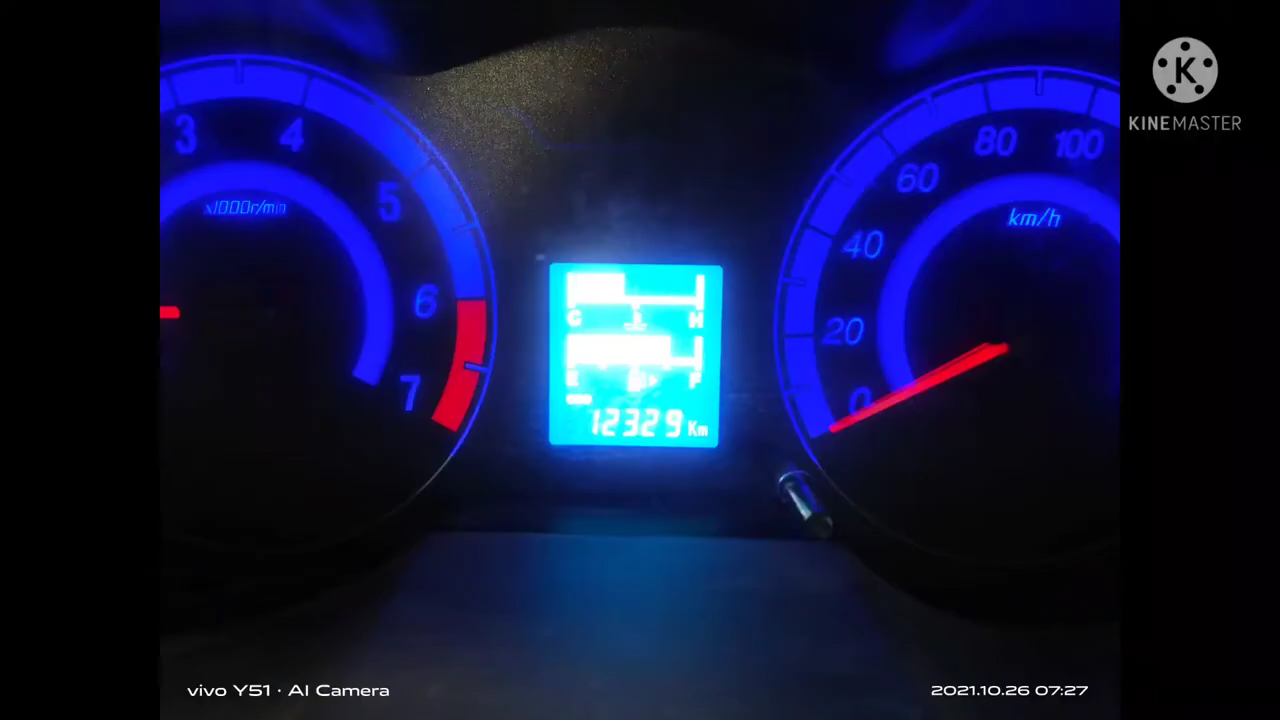 KINEMASTER
3
4
5
6
7
x1000r/min
C
H
E
F
12329 Km
0
20
40
60
80
100
km/h
vivo Y51 · AI Camera
2021.10.26 07:27